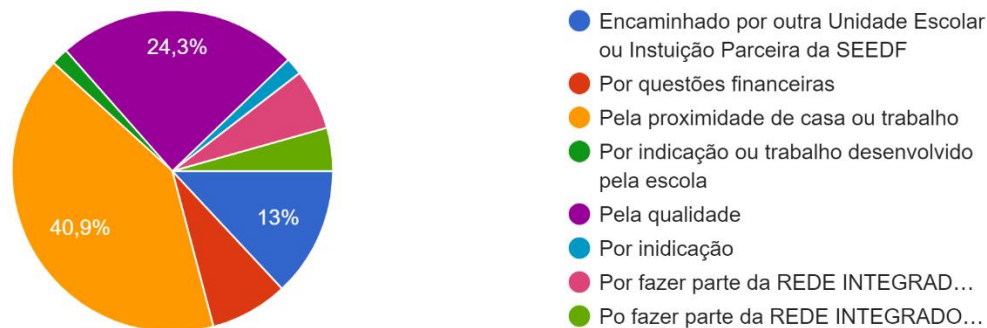 24,3%
40,9%
13%
Encaminhado por outra Unidade Escolar
ou Instuição Parceira da SEEDF
Por questões financeiras
Pela proximidade de casa ou trabalho
Por indicação ou trabalho desenvolvido
pela escola
Pela qualidade
Por inidicação
Por fazer parte da REDE INTEGRAD...
Po fazer parte da REDE INTEGRADO...